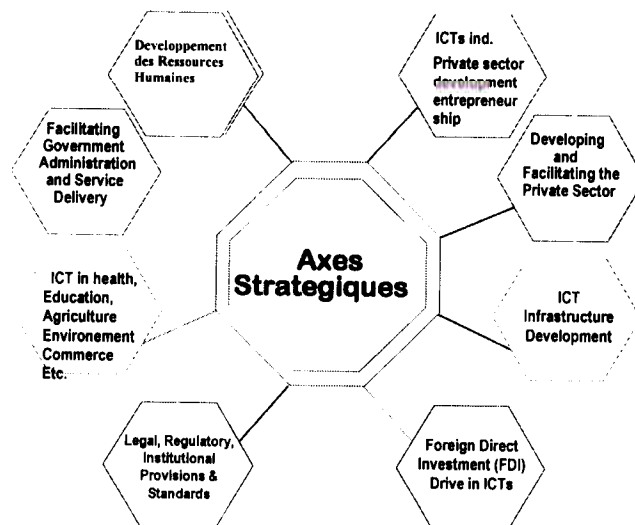 Developpement
des Ressources
Humaines
ICTs ind.
Private sector
development
entrepreneur
ship
Facilitating
Government
Administration
and Service
Delivery
Developing
and
Facilitating the
Private Sector
Axes
Strategiques
ICT in health,
Education,
Agriculture
Environement
Commerce
Etc.
ICT
Infrastructure
Development
Legal, Regulatory,
Institutional
Provisions &
Standards
Foreign Direct
Investment (FDI)
Drive in ICTs